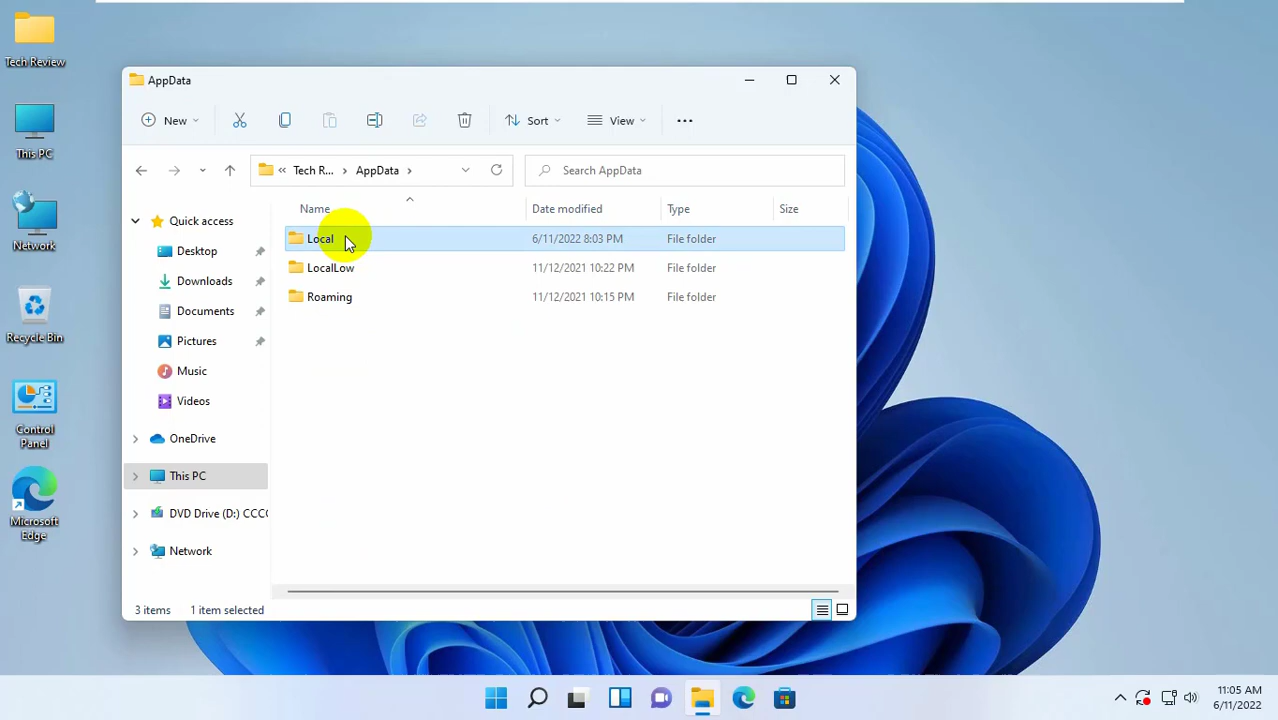 Tech Review
This PC
Network
Recycle Bin
Control
Panel
Microsoft
Edge
AppData
New
Sort
View
« Tech R... > AppData >
Search AppData
Name
Date modified
Type
Size
Local
6/11/2022 8:03 PM
File folder
LocalLow
11/12/2021 10:22 PM
File folder
Roaming
11/12/2021 10:15 PM
File folder
Quick access
Desktop
Downloads
Documents
Pictures
Music
Videos
OneDrive
This PC
DVD Drive (D:) CCC
Network
3 items
1 item selected
11:05 AM
6/11/2022